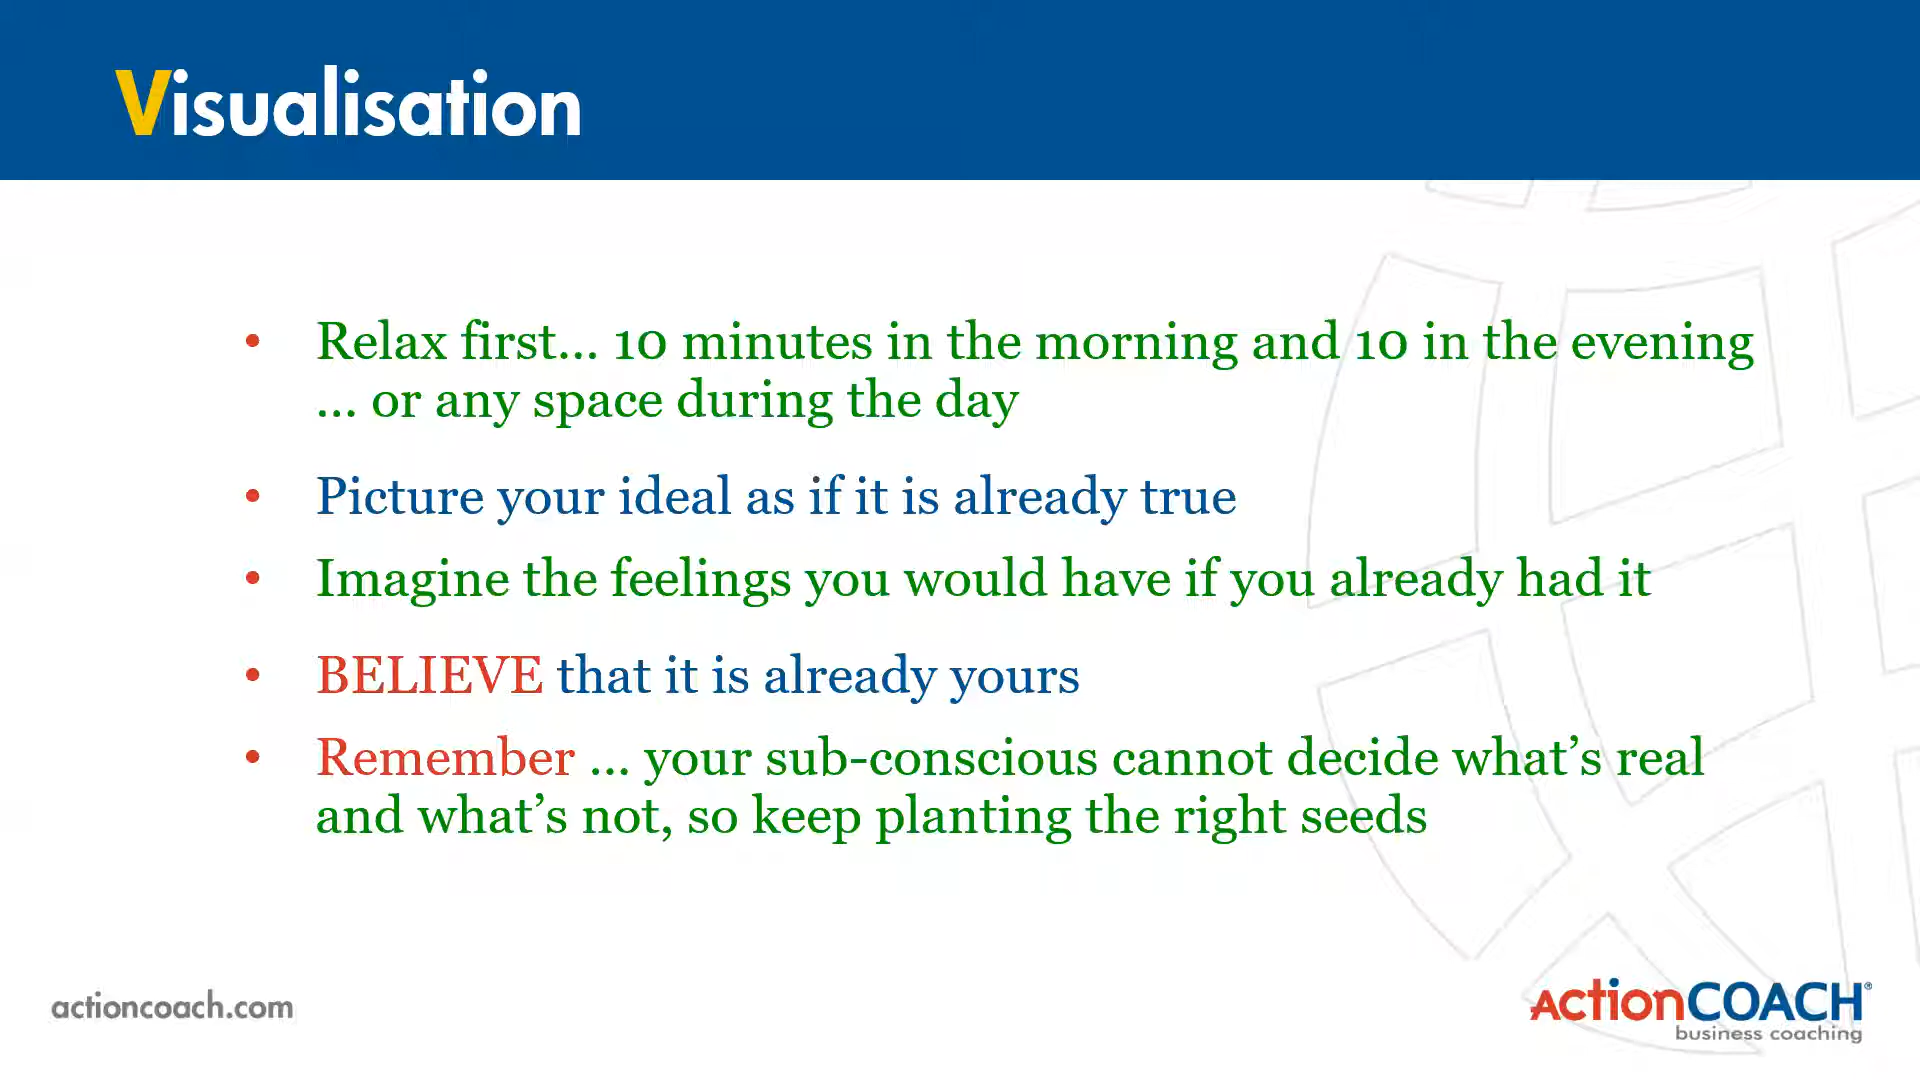 Visualisation
• Relax first... 10 minutes in the morning and 10 in the evening
... or any space during the day
• Picture your ideal as if it is already true
• Imagine the feelings you would have if you already had it
• BELIEVE that it is already yours
• Remember ... your sub-conscious cannot decide what’s real
and what’s not, so keep planting the right seeds
actioncoach.com
ActionCOACH®
business coaching